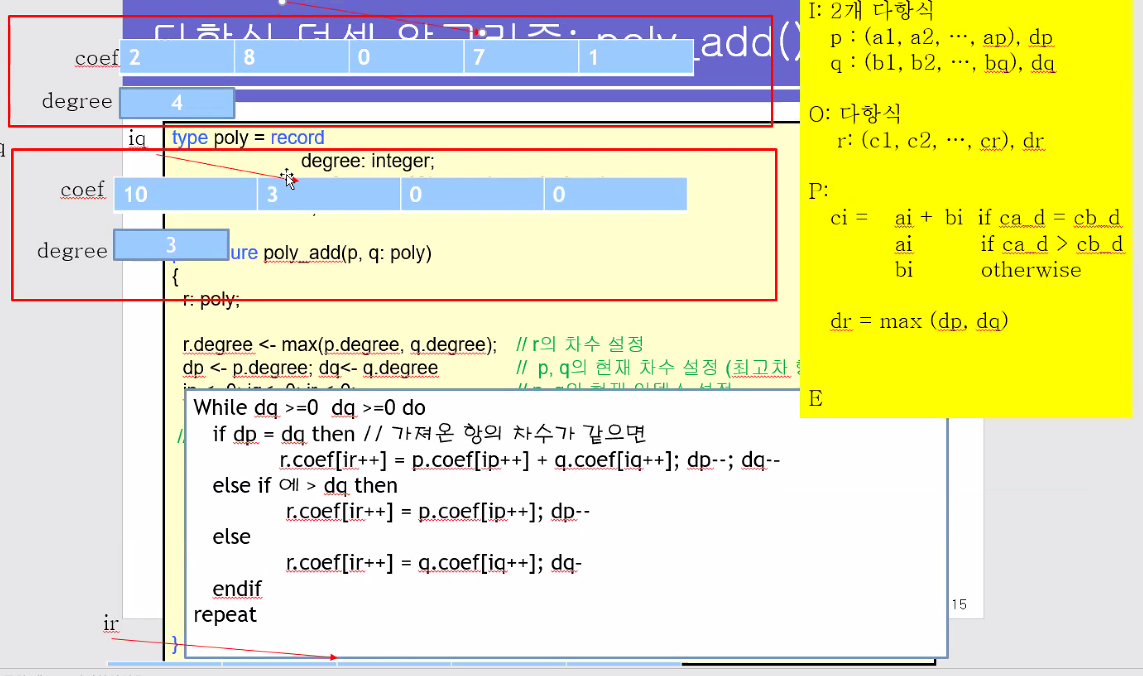 다항식 덧셈 알고리즘: poly_add()
coef 2 8 0 7 1
degree 4
iq
type poly = record
degree: integer;
coef 10 3 0 0
degree 3
ure poly_add(p, q: poly)
{
r: poly;
r.degree <- max(p.degree, q.degree); // r의 차수 설정
dp <- p.degree; dq<- q.degree // p, q의 현재 차수 설정 (최고차
//
While dq >=0 dq >=0 do
if dp = dq then // 가져온 항의 차수가 같으면
r.coef[ir++] = p.coef[ip++] + q.coef[iq++]; dp--; dq--
else if 에 > dq then
r.coef[ir++] = p.coef[ip++]; dp--
else
r.coef[ir++] = q.coef[iq++]; dq-
endif
repeat
ir
}
15
I: 2개 다항식
p : (a1, a2, …, ap), dp
q : (b1, b2, …, bq), dq
O: 다항식
r: (c1, c2, …, cr), dr
P:
ci = ai + bi if ca_d = cb_d
ai if ca_d > cb_d
bi otherwise
dr = max (dp, dq)
E